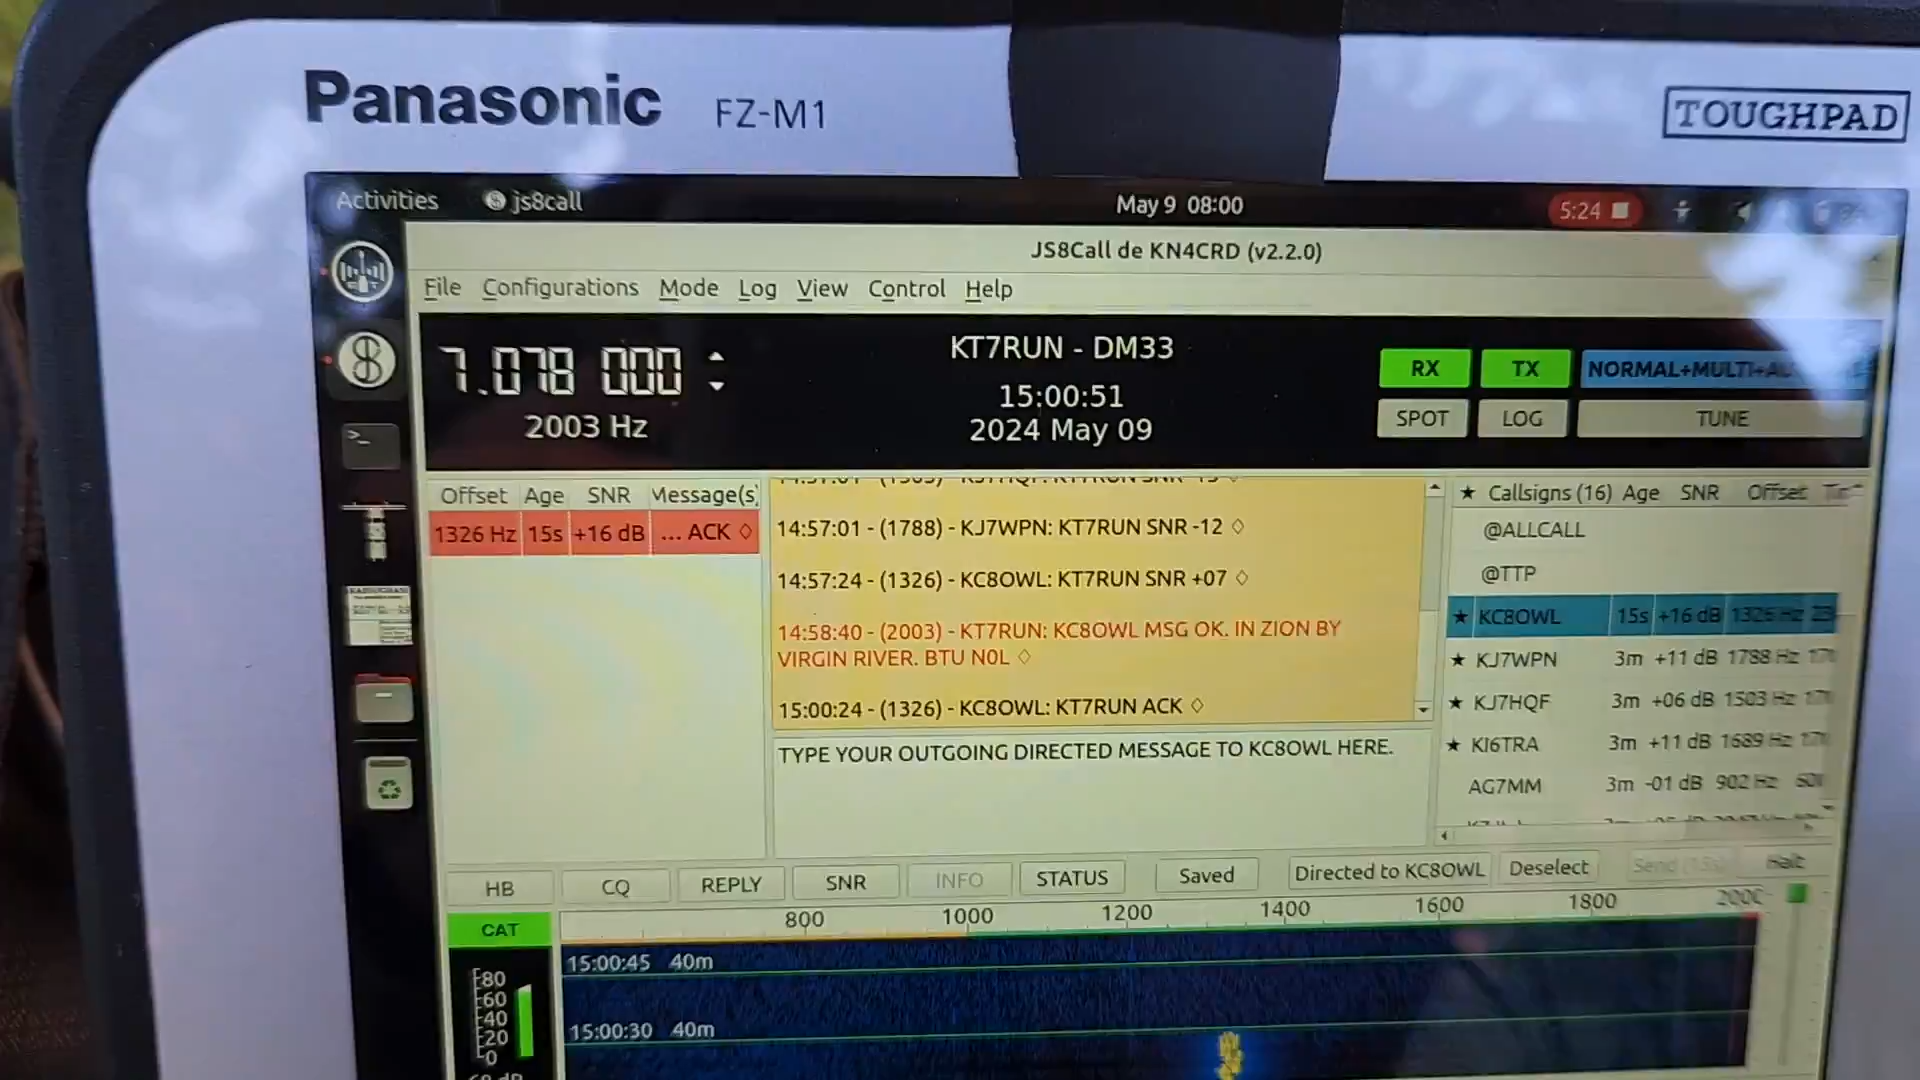 Panasonic FZ-M1 TOUGHPAD
Activities js8call May 9 08:00 5:24
JS8Call de KN4CRD (v2.2.0)
File Configurations Mode Log View Control Help
7.078 000 KT7RUN - DM33 RX TX NORMAL+MULTI+
2003 Hz 15:00:51 SPOT LOG TUNE
2024 May 09
Offset Age SNR Message(s)
1326 Hz 15s +16 dB ... ACK ♢
14:57:01 - (1788) - KJ7WPN: KT7RUN SNR -12 ♢
14:57:24 - (1326) - KC8OWL: KT7RUN SNR +07 ♢
14:58:40 - (2003) - KT7RUN: KC8OWL MSG OK. IN ZION BY
VIRGIN RIVER. BTU N0L ♢
15:00:24 - (1326) - KC8OWL: KT7RUN ACK ♢
TYPE YOUR OUTGOING DIRECTED MESSAGE TO KC8OWL HERE.
★ Callsigns (16) Age SNR Offset
@ALLCALL
@TTP
★ KC8OWL 15s +16 dB 1326 Hz
★ KJ7WPN 3m +11 dB 1788 Hz
★ KJ7HQF 3m +06 dB 1503 Hz
★ KI6TRA 3m +11 dB 1689 Hz
AG7MM 3m -01 dB 902 Hz
HB CQ REPLY SNR INFO STATUS Saved Directed to KC8OWL Deselect Send Halt
CAT 800 1000 1200 1400 1600 1800 2000
15:00:45 40m
80
60
40
20
0
15:00:30 40m